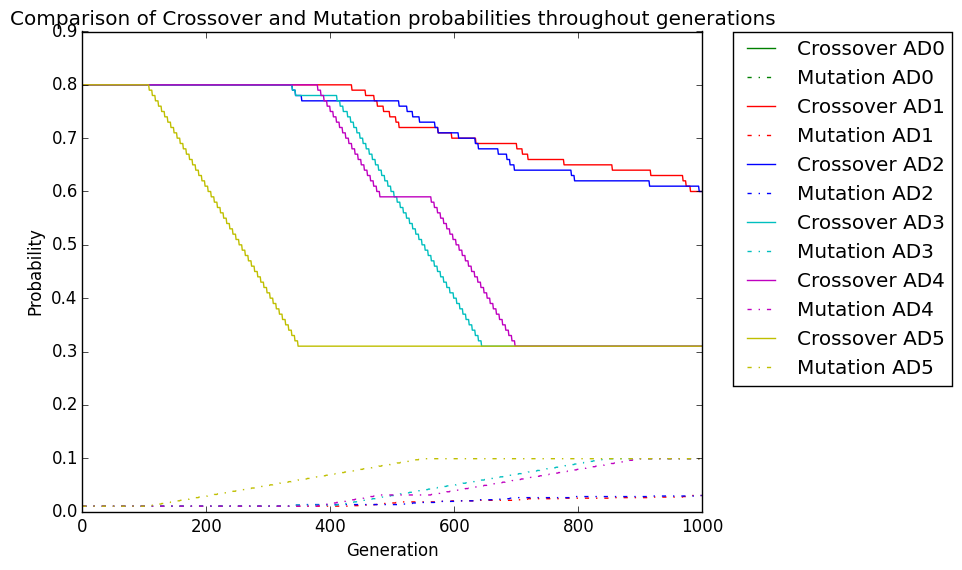 Comparison of Crossover and Mutation probabilities throughout generations
0.9
0.8
0.7
0.6
0.5
0.4
0.3
0.2
0.1
0.0
Probability
0
200
400
600
800
1000
Generation
Crossover AD0
Mutation AD0
Crossover AD1
Mutation AD1
Crossover AD2
Mutation AD2
Crossover AD3
Mutation AD3
Crossover AD4
Mutation AD4
Crossover AD5
Mutation AD5